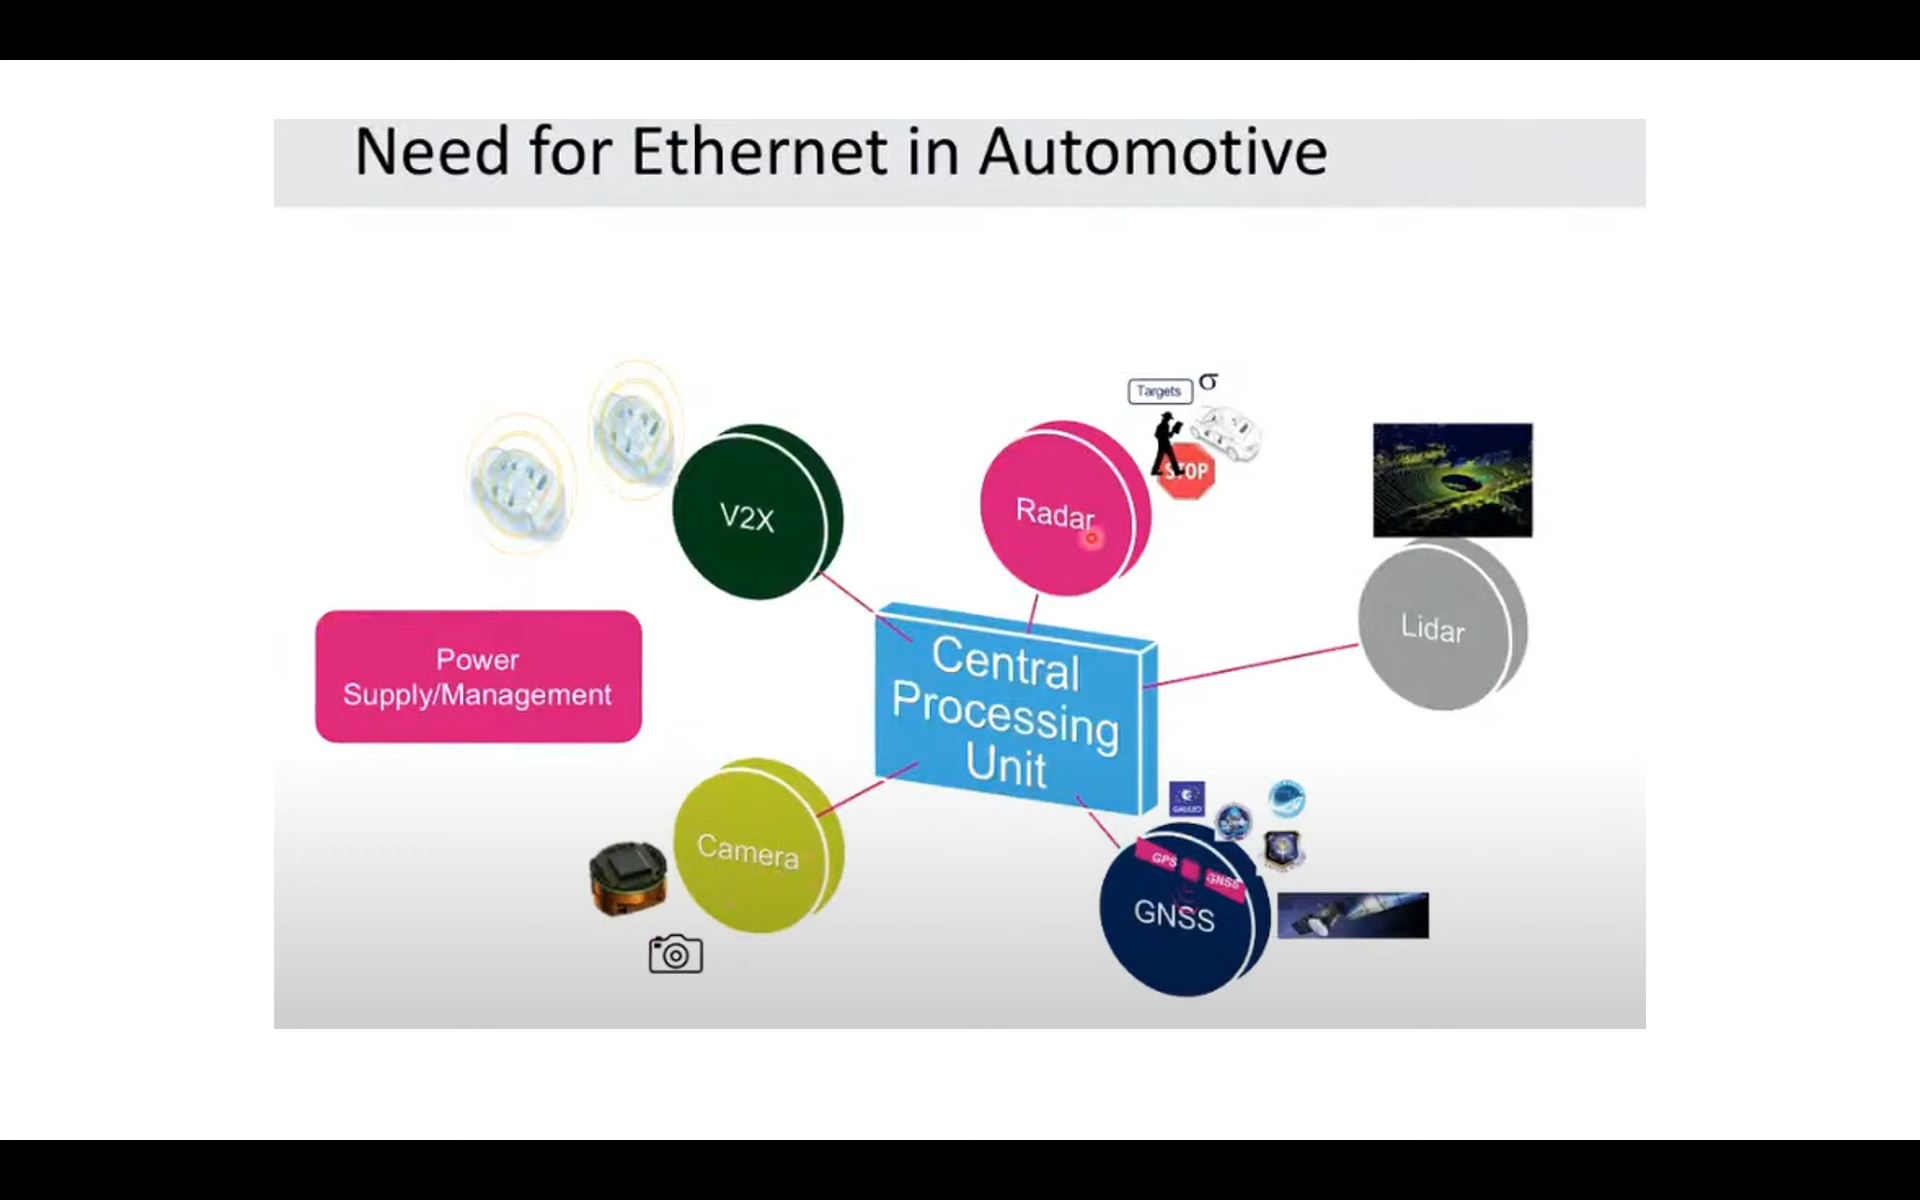 Need for Ethernet in Automotive
Targets
σ
STOP
V2X
Radar
Lidar
Power
Supply/Management
Central
Processing
Unit
Camera
GALILEO
GPS
GNSS
GNSS